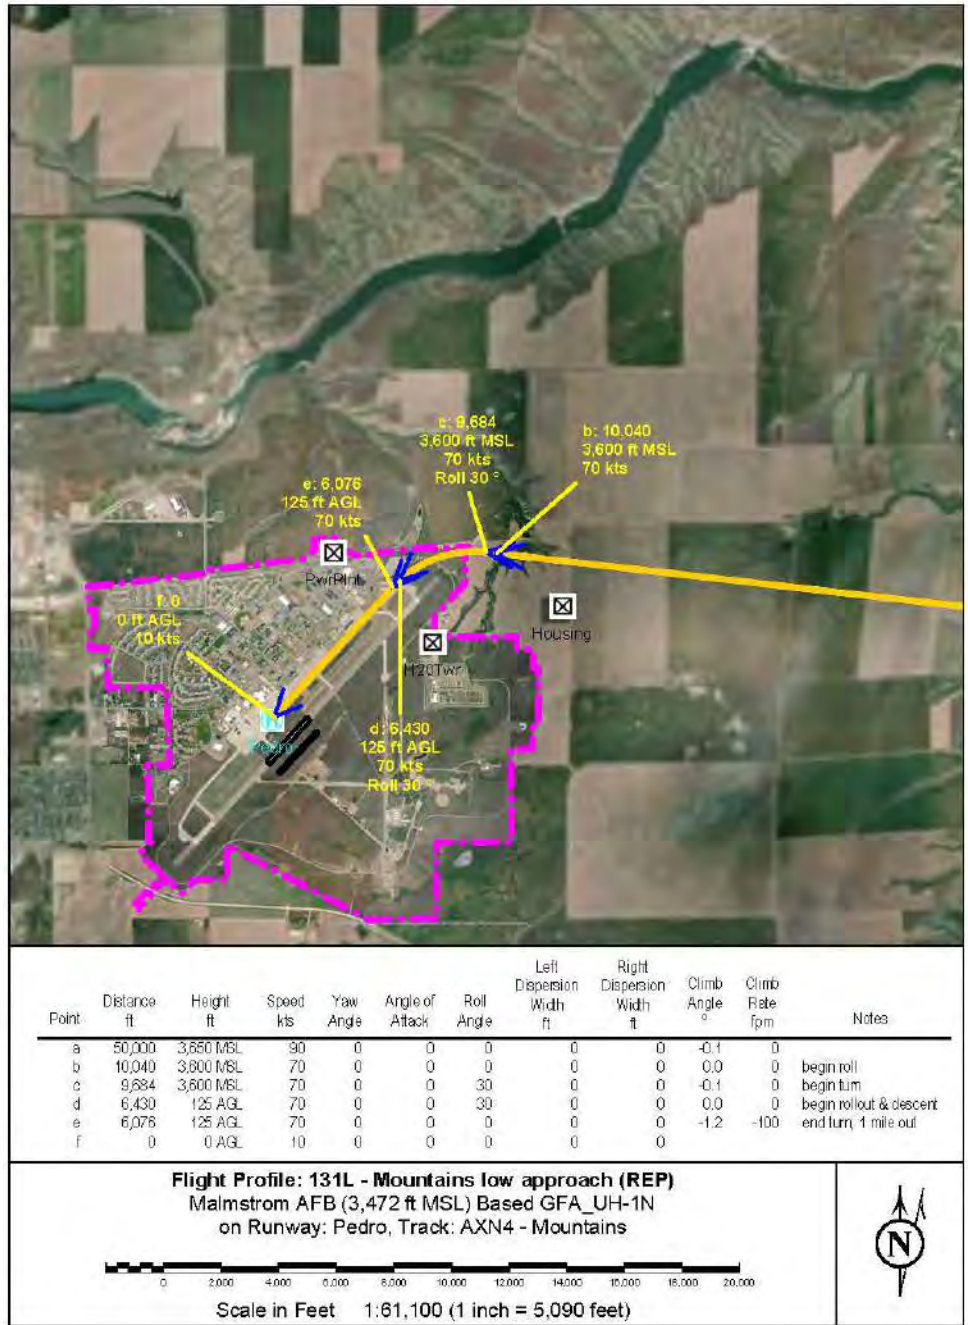 c: 9,684
3,600 ft MSL
70 kts
Roll 30 °
b: 10,040
3,600 ft MSL
70 kts
e: 6,076
125 ft AGL
70 kts
PwrPlnt
f: 0
0 ft AGL
10 kts
Housing
H20Twr
Pedro
d: 6,430
125 ft AGL
70 kts
Roll 30 °
Point Distance ft Height ft Speed kts Yaw Angle Angle of Attack Roll Angle Left Dispersion Width ft Right Dispersion Width ft Climb Angle ° Climb Rate fpm Notes
a 50,000 3,650 MSL 90 0 0 0 0 0 -0.1 0
b 10,040 3,600 MSL 70 0 0 0 0 0 0.0 0 begin roll
c 9,684 3,600 MSL 70 0 0 30 0 0 -0.1 0 begin turn
d 6,430 125 AGL 70 0 0 30 0 0 0.0 0 begin rollout & descent
e 6,076 125 AGL 70 0 0 0 0 0 -1.2 -100 end turn, 1 mile out
f 0 0 AGL 10 0 0 0 0 0
Flight Profile: 131L - Mountains low approach (REP)
Malmstrom AFB (3,472 ft MSL) Based GFA_UH-1N
on Runway: Pedro, Track: AXN4 - Mountains
N
0 2,000 4,000 6,000 8,000 10,000 12,000 14,000 16,000 18,000 20,000
Scale in Feet 1:61,100 (1 inch = 5,090 feet)